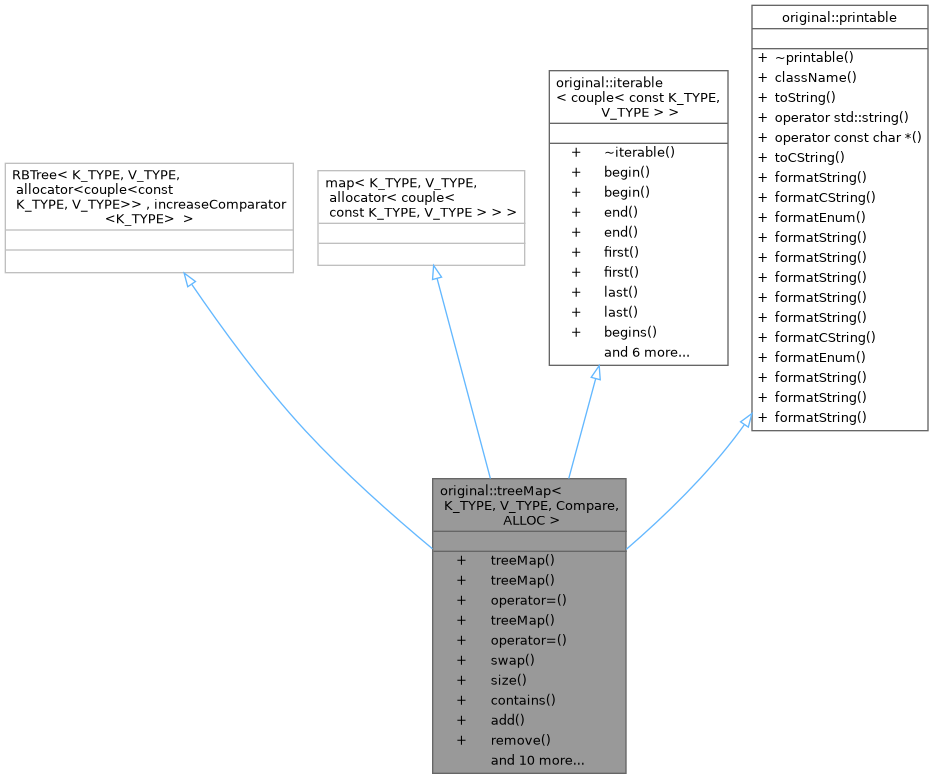 RBTree< K_TYPE, V_TYPE,
allocator<couple<const
K_TYPE, V_TYPE>> , increaseComparator
<K_TYPE>  >
map< K_TYPE, V_TYPE,
allocator< couple<
const K_TYPE, V_TYPE > > >
original::iterable
< couple< const K_TYPE,
V_TYPE > >
+ ~iterable()
+ begin()
+ begin()
+ end()
+ end()
+ first()
+ first()
+ last()
+ last()
+ begins()
and 6 more...
original::printable
+ ~printable()
+ className()
+ toString()
+ operator std::string()
+ operator const char *()
+ toCString()
+ formatString()
+ formatCString()
+ formatEnum()
+ formatString()
+ formatString()
+ formatString()
+ formatString()
+ formatString()
+ formatCString()
+ formatEnum()
+ formatString()
+ formatString()
+ formatString()
original::treeMap<
K_TYPE, V_TYPE, Compare,
ALLOC >
+ treeMap()
+ treeMap()
+ operator=()
+ treeMap()
+ operator=()
+ swap()
+ size()
+ contains()
+ add()
+ remove()
and 10 more...